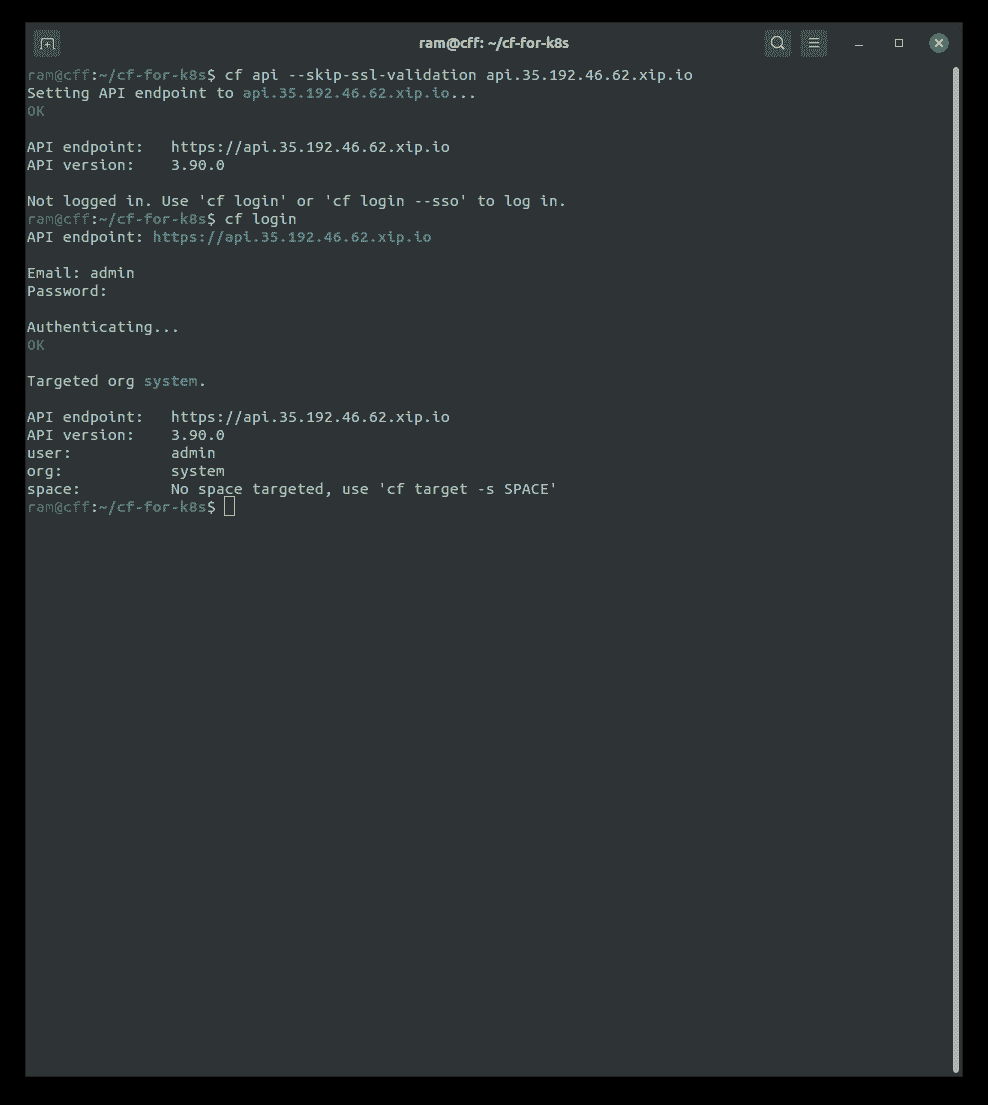 ram@cff: ~/cf-for-k8s
ram@cff:~/cf-for-k8s$ cf api --skip-ssl-validation api.35.192.46.62.xip.io
Setting API endpoint to api.35.192.46.62.xip.io...
OK
API endpoint:   https://api.35.192.46.62.xip.io
API version:    3.90.0
Not logged in. Use 'cf login' or 'cf login --sso' to log in.
ram@cff:~/cf-for-k8s$ cf login
API endpoint: https://api.35.192.46.62.xip.io
Email: admin
Password:
Authenticating...
OK
Targeted org system.
API endpoint:   https://api.35.192.46.62.xip.io
API version:    3.90.0
user:           admin
org:            system
space:          No space targeted, use 'cf target -s SPACE'
ram@cff:~/cf-for-k8s$